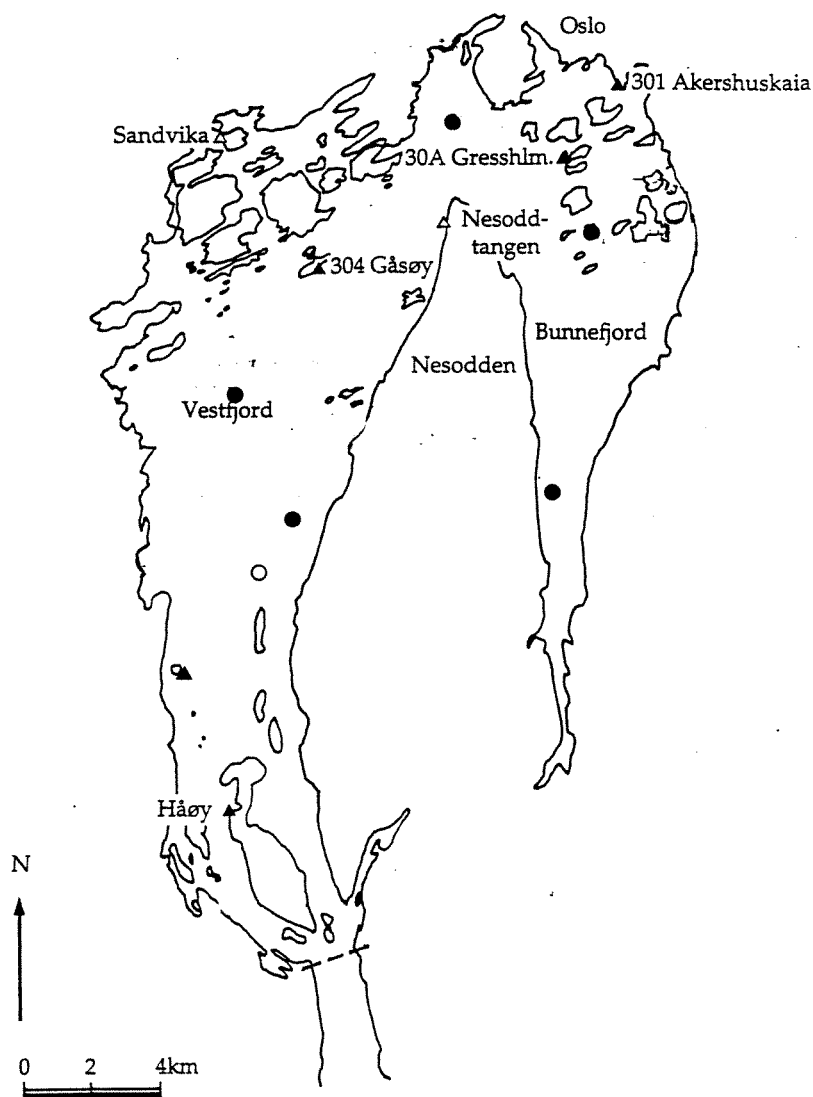 Oslo
301 Akershuskaia
Sandvika
30A Gresshlm.
Nesodd-
tangen
304 Gåsøy
Bunnefjord
Nesodden
Vestfjord
Håøy
N
0 2 4km